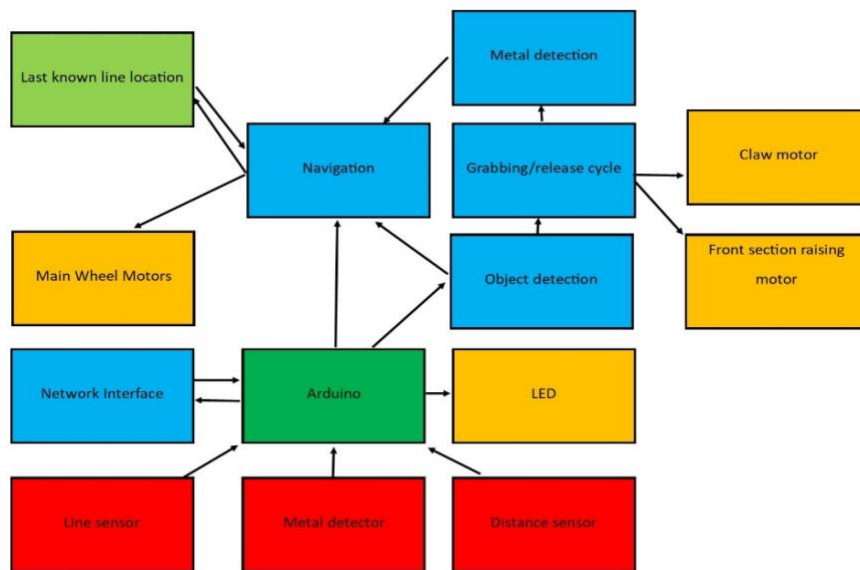 Metal detection
Last known line location
Claw motor
Navigation
Grabbing/release cycle
Front section raising
motor
Main Wheel Motors
Object detection
Network Interface
Arduino
LED
Line sensor
Metal detector
Distance sensor